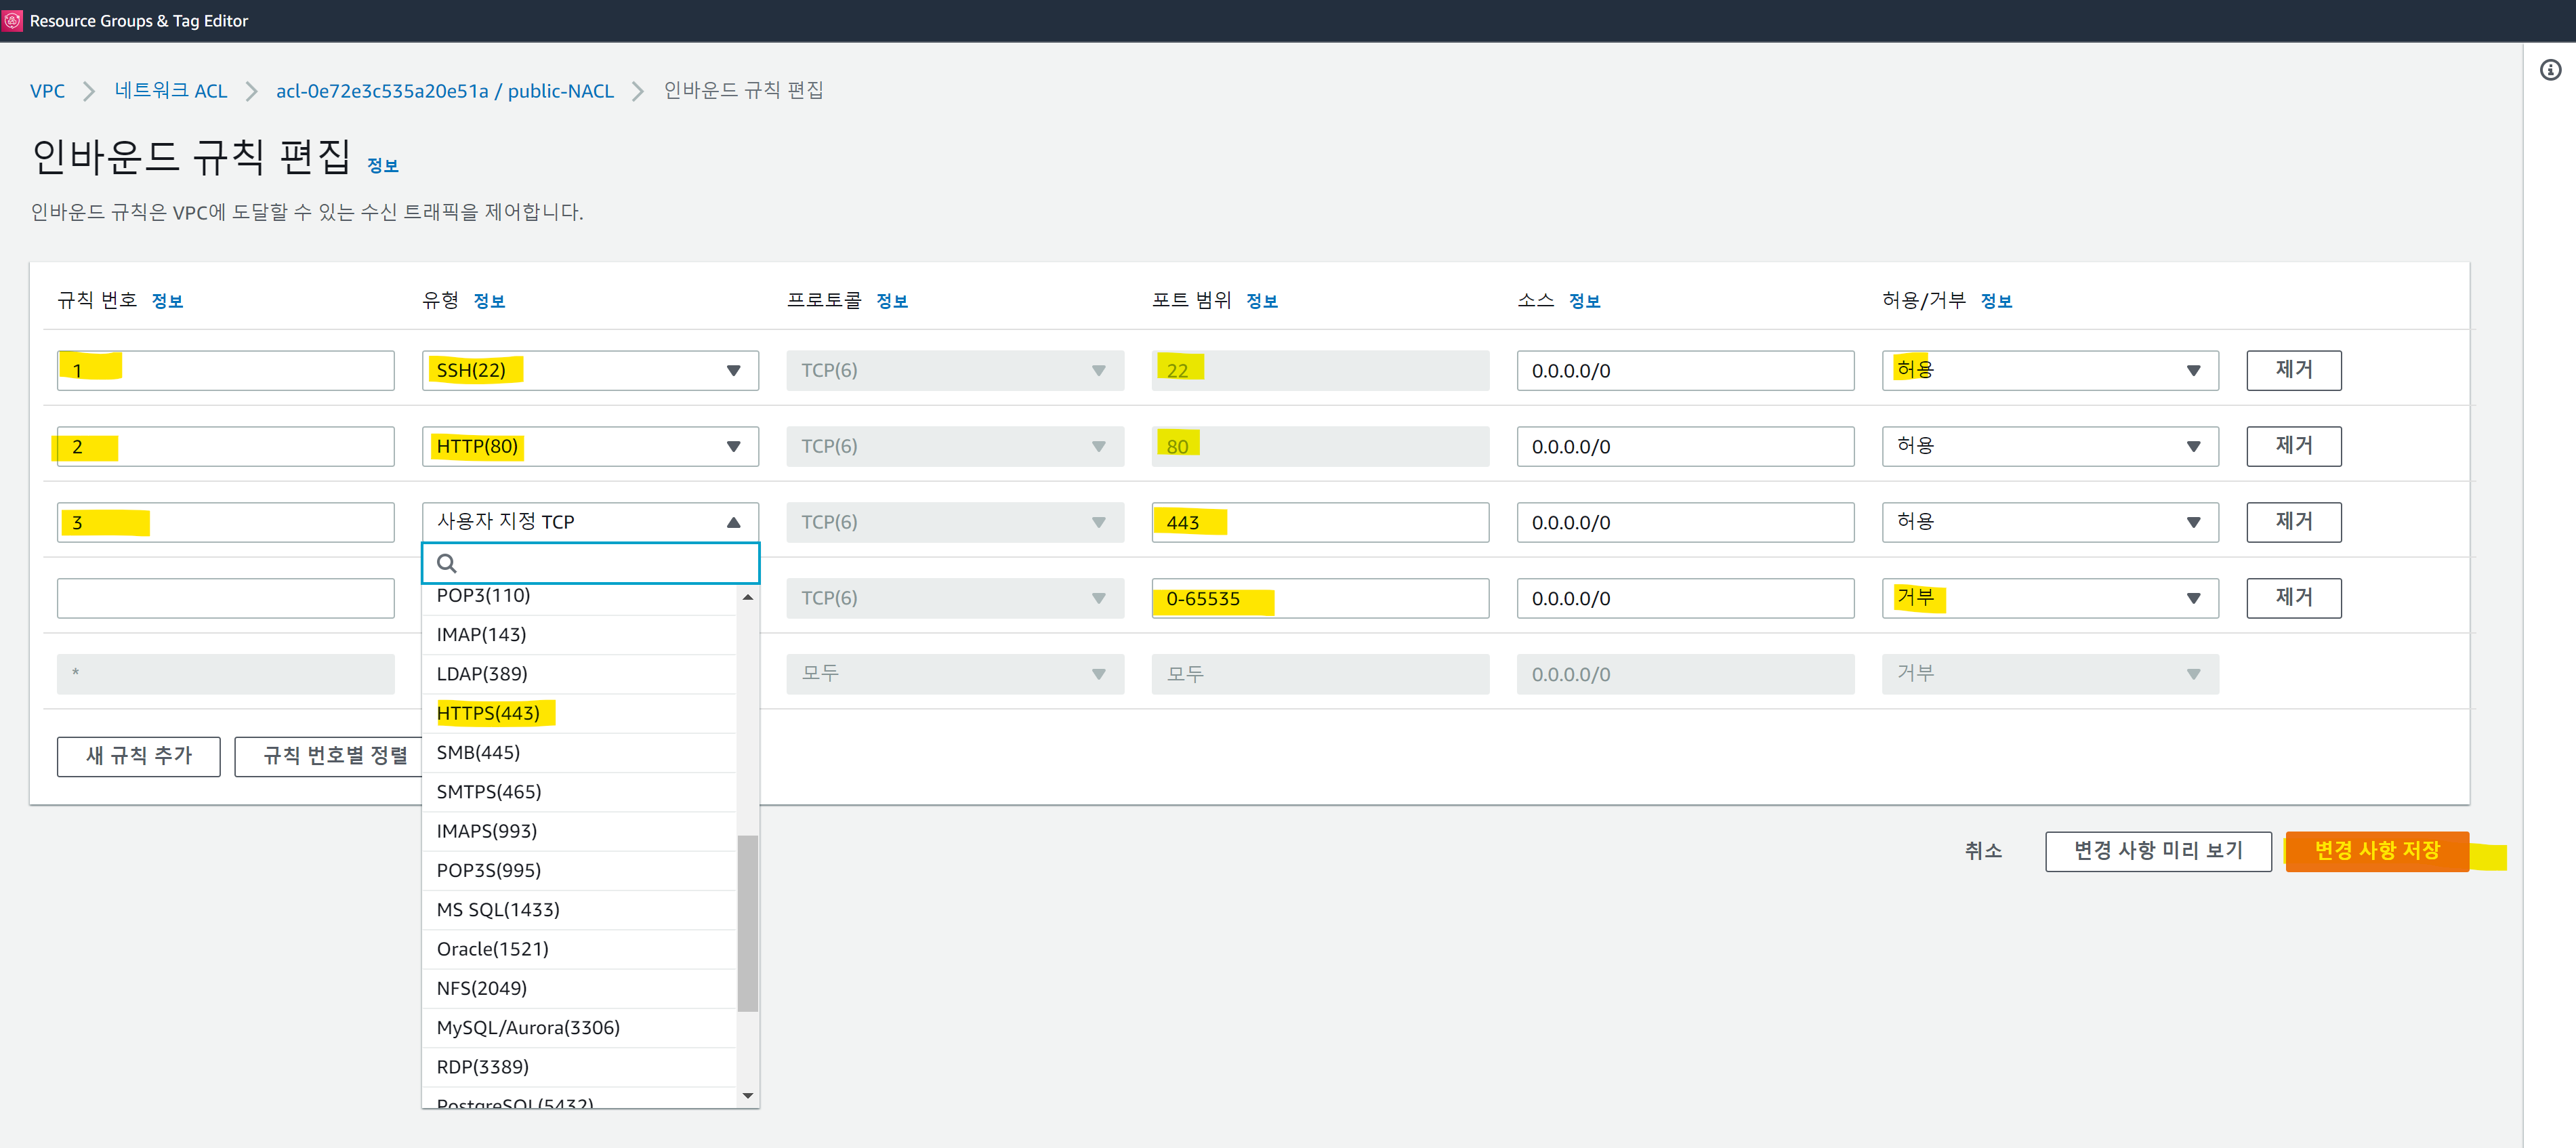 Resource Groups & Tag Editor
VPC 네트워크 ACL acl-0e72e3c535a20e51a / public-NACL 인바운드 규칙 편집
인바운드 규칙 편집 정보
인바운드 규칙은 VPC에 도달할 수 있는 수신 트래픽을 제어합니다.
규칙 번호 정보 유형 정보 프로토콜 정보 포트 범위 정보 소스 정보 허용/거부 정보
1 SSH(22) TCP(6) 22 0.0.0.0/0 허용 제거
2 HTTP(80) TCP(6) 80 0.0.0.0/0 허용 제거
3 사용자 지정 TCP TCP(6) 443 0.0.0.0/0 허용 제거
TCP(6) 0-65535 0.0.0.0/0 거부 제거
* 모두 모두 0.0.0.0/0 거부
POP3(110)
IMAP(143)
LDAP(389)
HTTPS(443)
SMB(445)
SMTPS(465)
IMAPS(993)
POP3S(995)
MS SQL(1433)
Oracle(1521)
NFS(2049)
MySQL/Aurora(3306)
RDP(3389)
PostgreSQL(5432)
새 규칙 추가 규칙 번호별 정렬
취소 변경 사항 미리 보기 변경 사항 저장